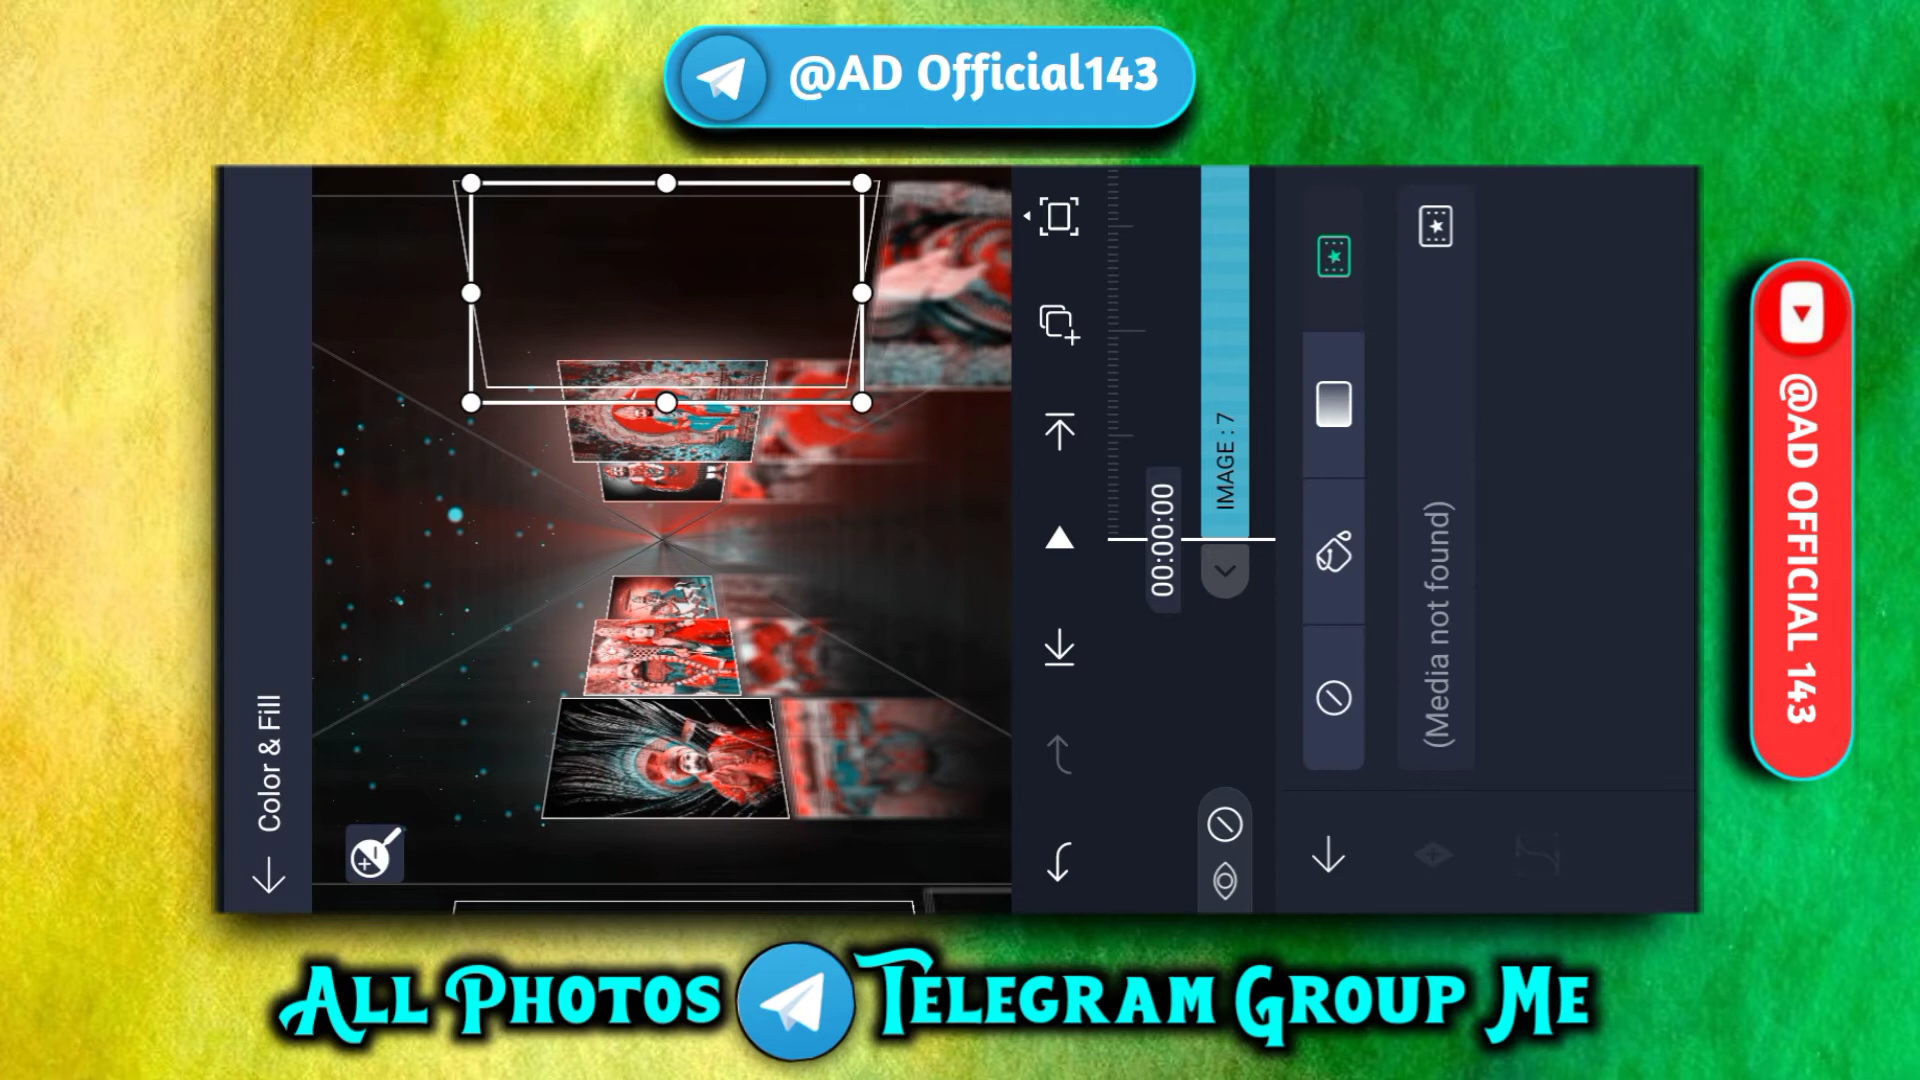 @AD Official143
Color & Fill
00:00:00
IMAGE : 7
(Media not found)
@AD OFFICIAL 143
ALL PHOTOS TELEGRAM GROUP ME